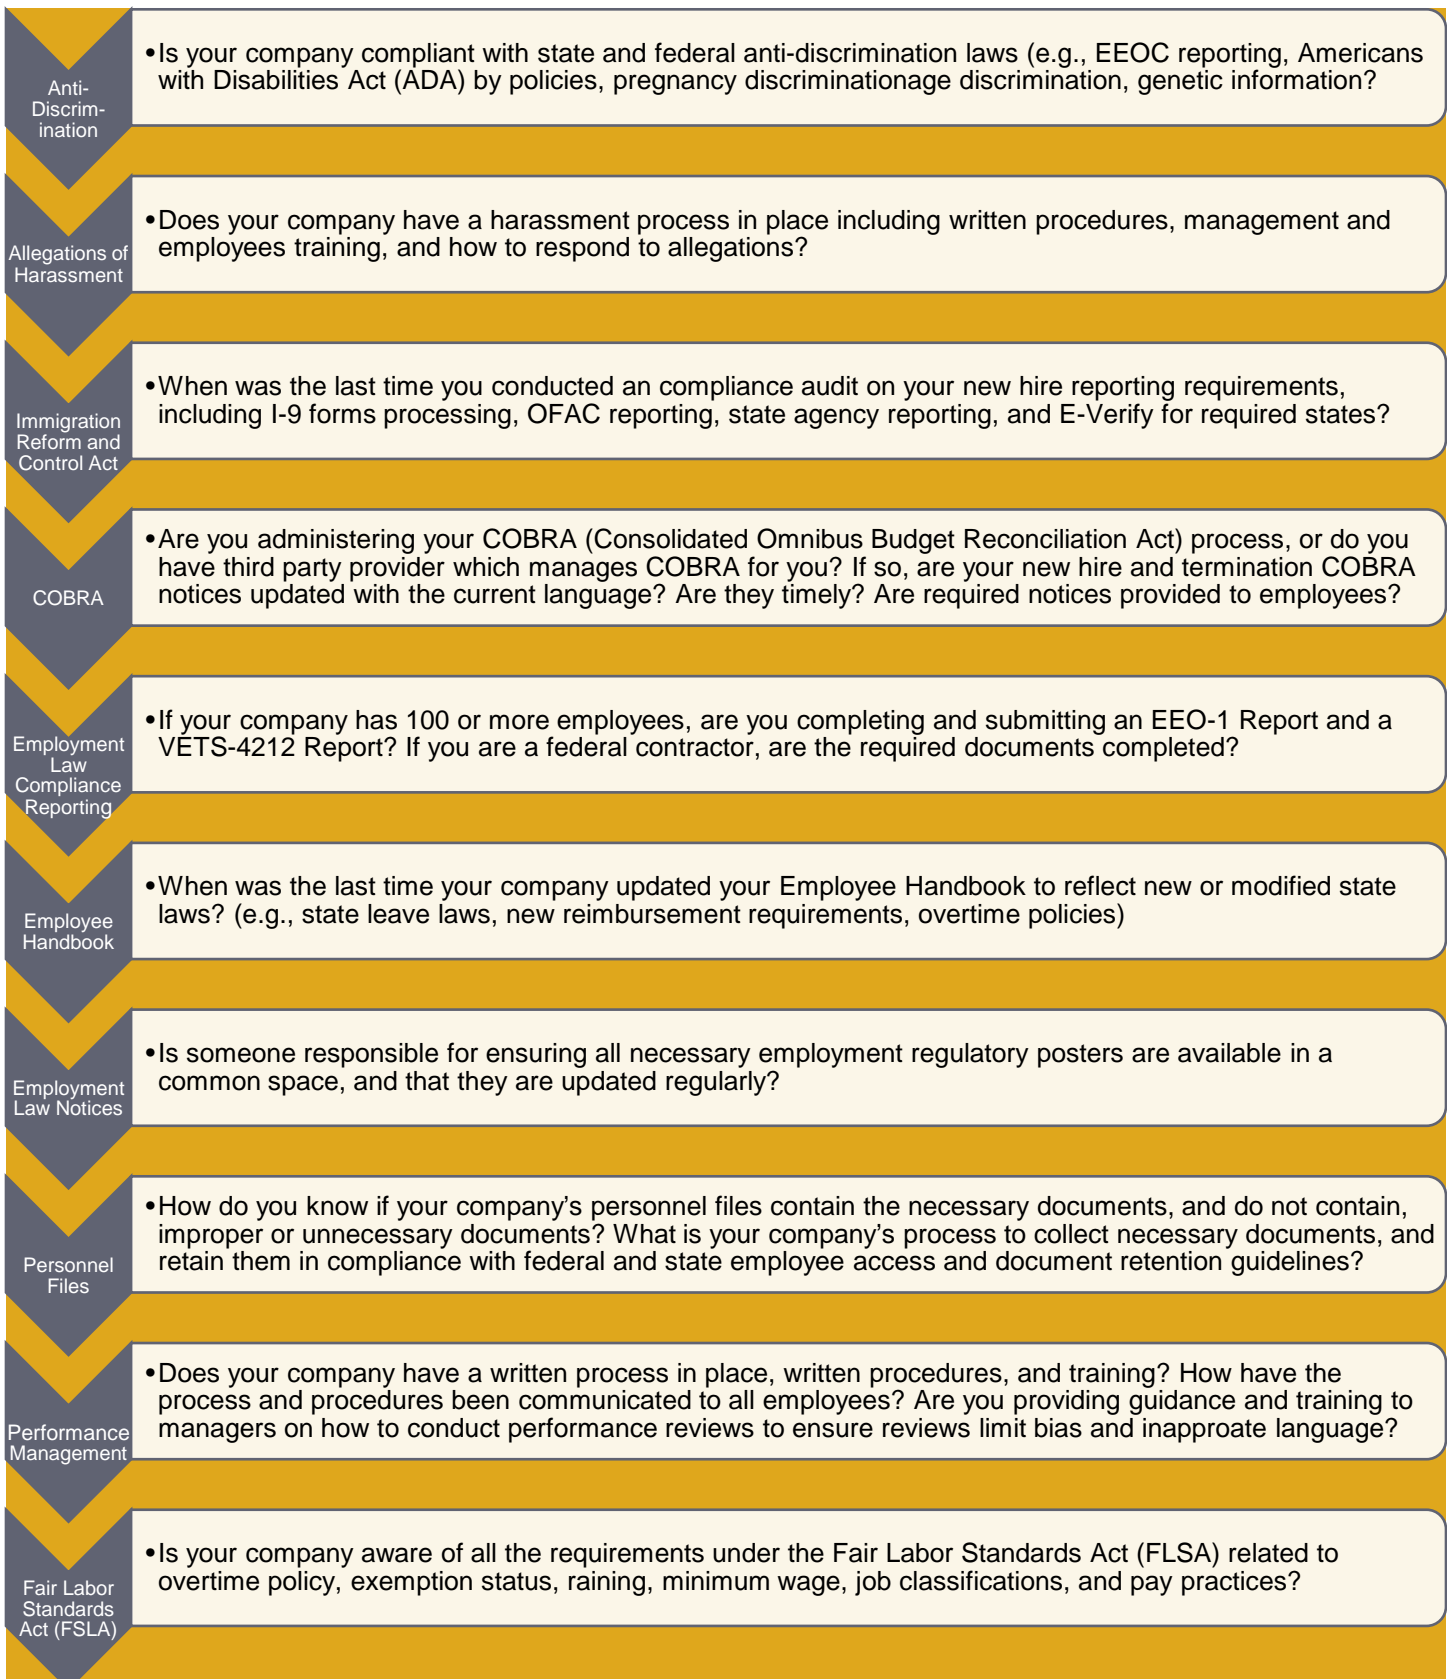 Anti-
Discrim-
ination
•Is your company compliant with state and federal anti-discrimination laws (e.g., EEOC reporting, Americans
with Disabilities Act (ADA) by policies, pregnancy discriminationage discrimination, genetic information?
Allegations of
Harassment
•Does your company have a harassment process in place including written procedures, management and
employees training, and how to respond to allegations?
Immigration
Reform and
Control Act
•When was the last time you conducted an compliance audit on your new hire reporting requirements,
including I-9 forms processing, OFAC reporting, state agency reporting, and E-Verify for required states?
COBRA
•Are you administering your COBRA (Consolidated Omnibus Budget Reconciliation Act) process, or do you
have third party provider which manages COBRA for you? If so, are your new hire and termination COBRA
notices updated with the current language? Are they timely? Are required notices provided to employees?
Employment
Law
Compliance
Reporting
•If your company has 100 or more employees, are you completing and submitting an EEO-1 Report and a
VETS-4212 Report? If you are a federal contractor, are the required documents completed?
Employee
Handbook
•When was the last time your company updated your Employee Handbook to reflect new or modified state
laws? (e.g., state leave laws, new reimbursement requirements, overtime policies)
Employment
Law Notices
•Is someone responsible for ensuring all necessary employment regulatory posters are available in a
common space, and that they are updated regularly?
Personnel
Files
•How do you know if your company's personnel files contain the necessary documents, and do not contain,
improper or unnecessary documents? What is your company's process to collect necessary documents, and
retain them in compliance with federal and state employee access and document retention guidelines?
Performance
Management
•Does your company have a written process in place, written procedures, and training? How have the
process and procedures been communicated to all employees? Are you providing guidance and training to
managers on how to conduct performance reviews to ensure reviews limit bias and inapproate language?
Fair Labor
Standards
Act (FSLA)
•Is your company aware of all the requirements under the Fair Labor Standards Act (FLSA) related to
overtime policy, exemption status, raining, minimum wage, job classifications, and pay practices?